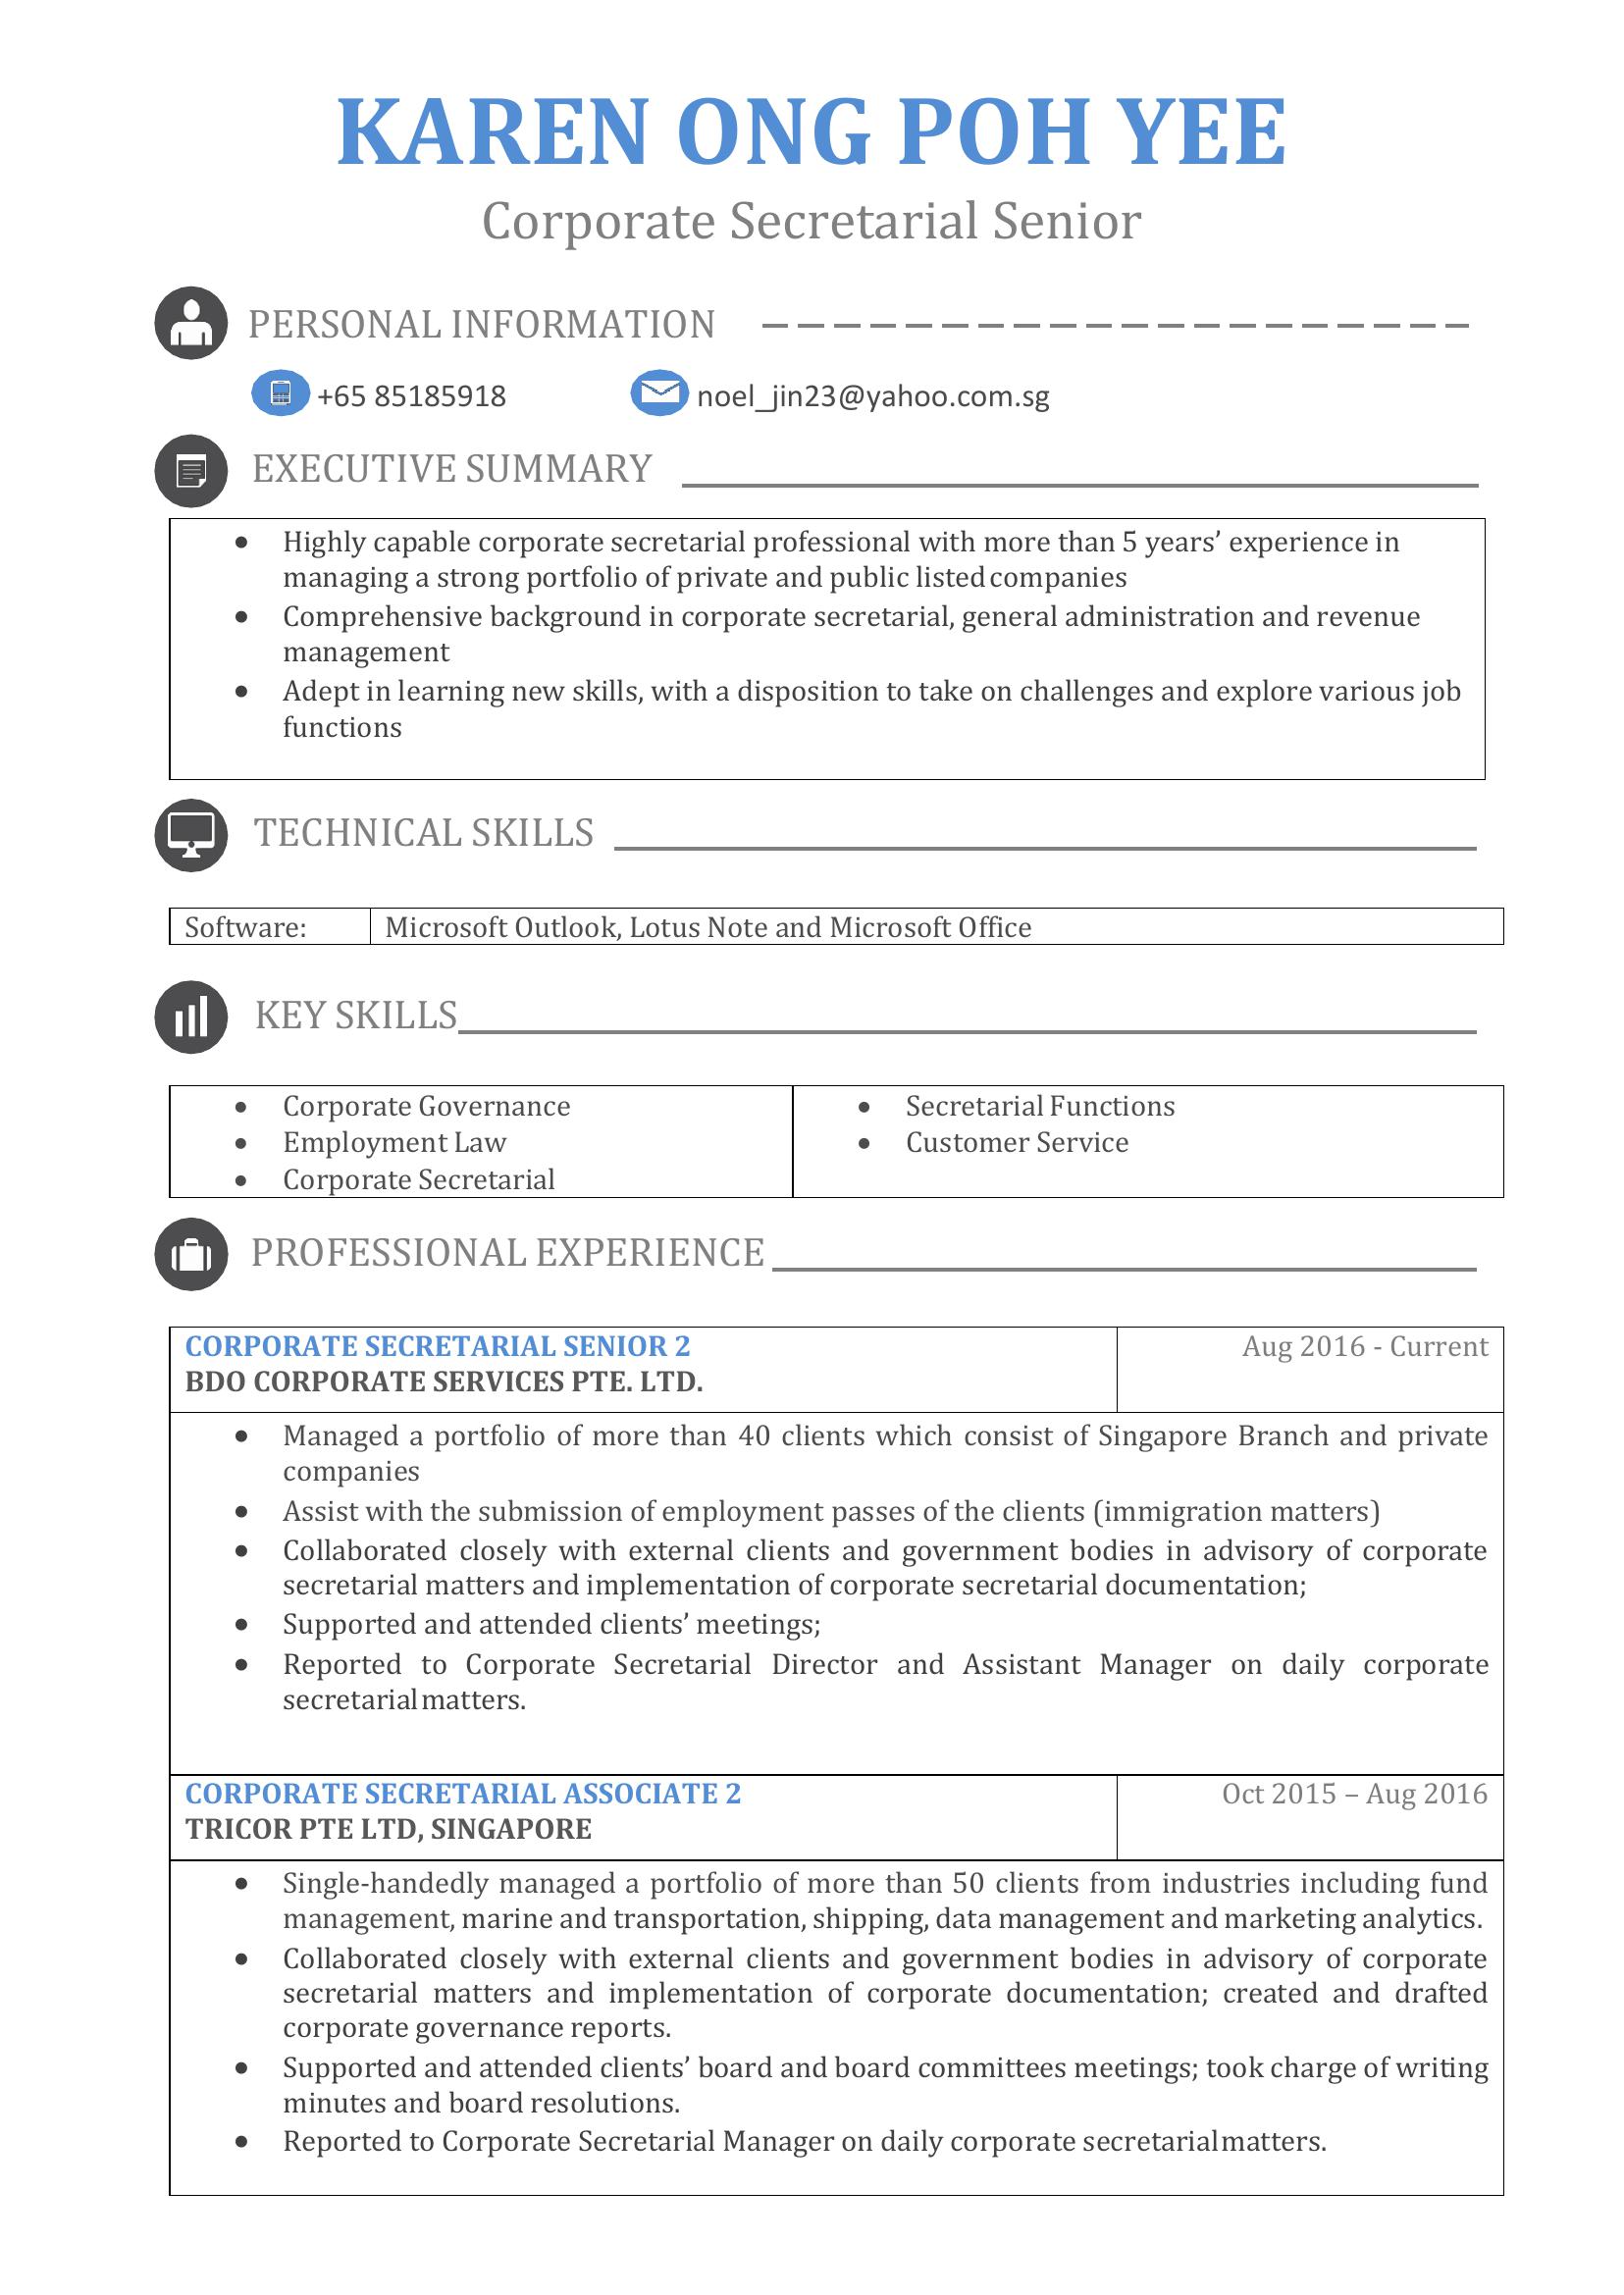 KAREN ONG POH YEE
Corporate Secretarial Senior
PERSONAL INFORMATION
+65 85185918 noel_jin23@yahoo.com.sg
EXECUTIVE SUMMARY
• Highly capable corporate secretarial professional with more than 5 years’ experience in
managing a strong portfolio of private and public listed companies
• Comprehensive background in corporate secretarial, general administration and revenue
management
• Adept in learning new skills, with a disposition to take on challenges and explore various job
functions
TECHNICAL SKILLS
Software: Microsoft Outlook, Lotus Note and Microsoft Office
KEY SKILLS
• Corporate Governance
• Employment Law
• Corporate Secretarial
• Secretarial Functions
• Customer Service
PROFESSIONAL EXPERIENCE
CORPORATE SECRETARIAL SENIOR 2 Aug 2016 - Current
BDO CORPORATE SERVICES PTE. LTD.
• Managed a portfolio of more than 40 clients which consist of Singapore Branch and private
companies
• Assist with the submission of employment passes of the clients (immigration matters)
• Collaborated closely with external clients and government bodies in advisory of corporate
secretarial matters and implementation of corporate secretarial documentation;
• Supported and attended clients’ meetings;
• Reported to Corporate Secretarial Director and Assistant Manager on daily corporate
secretarial matters.
CORPORATE SECRETARIAL ASSOCIATE 2 Oct 2015 – Aug 2016
TRICOR PTE LTD, SINGAPORE
• Single-handedly managed a portfolio of more than 50 clients from industries including fund
management, marine and transportation, shipping, data management and marketing analytics.
• Collaborated closely with external clients and government bodies in advisory of corporate
secretarial matters and implementation of corporate documentation; created and drafted
corporate governance reports.
• Supported and attended clients’ board and board committees meetings; took charge of writing
minutes and board resolutions.
• Reported to Corporate Secretarial Manager on daily corporate secretarial matters.